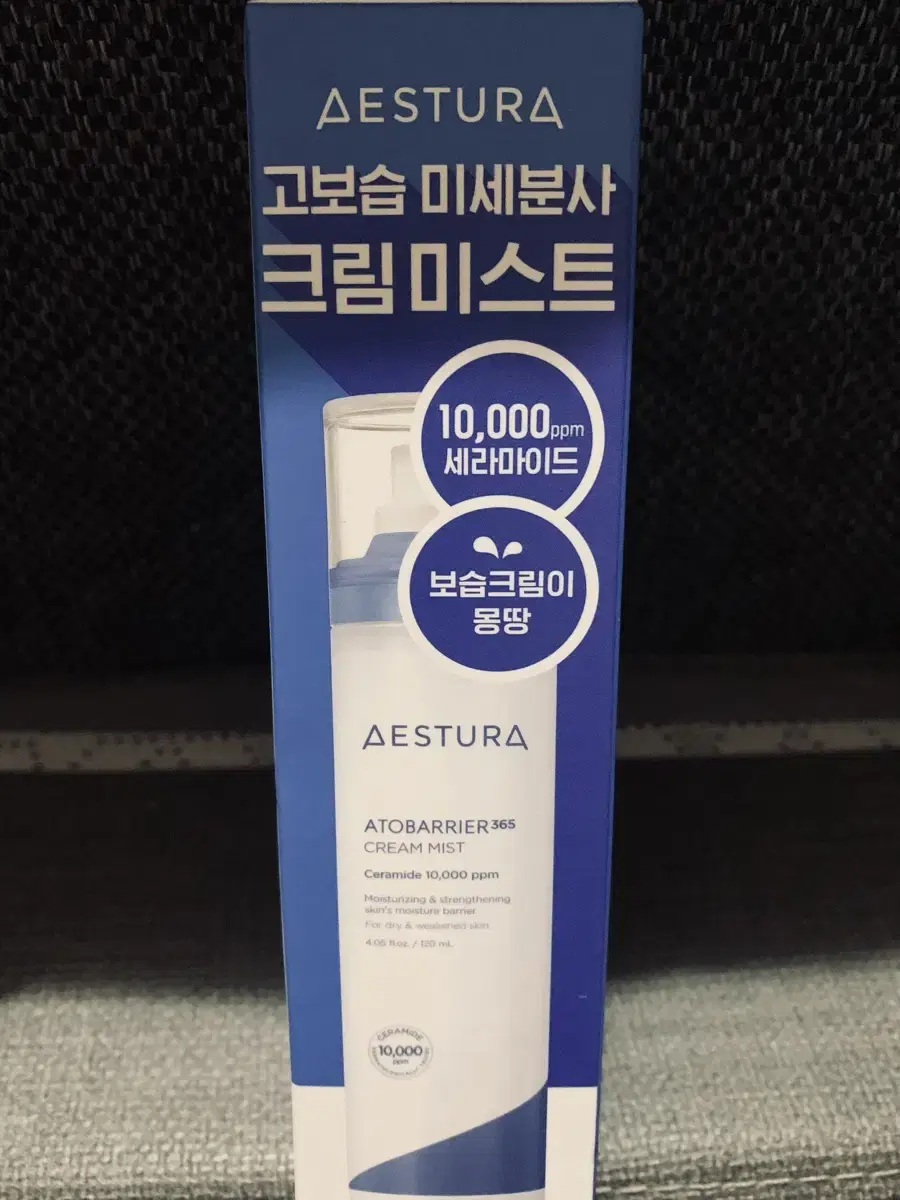 AESTURA
고보습 미세분사
크림미스트
10,000ppm
세라마이드
보습크림이
몽땅
AESTURA
ATOBARRIER365
CREAM MIST
Ceramide 10,000 ppm
Moisturizing & strengthening
skin's moisture barrier
For dry & weakened skin
4.05 fl.oz. / 120 mL
CERAMIDE
10,000
ppm